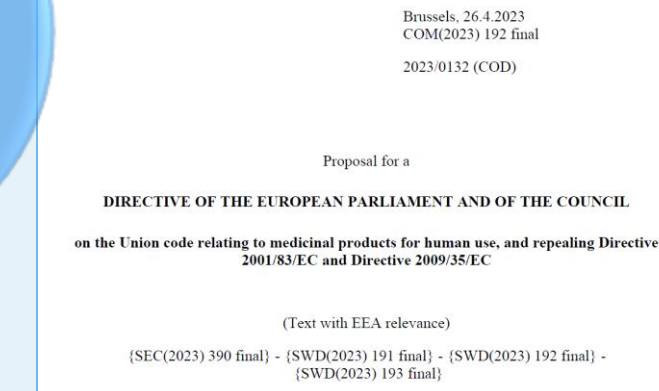 Brussels, 26.4.2023
COM(2023) 192 final
2023/0132 (COD)
Proposal for a
DIRECTIVE OF THE EUROPEAN PARLIAMENT AND OF THE COUNCIL
on the Union code relating to medicinal products for human use, and repealing Directive
2001/83/EC and Directive 2009/35/EC
(Text with EEA relevance)
{SEC(2023) 390 final} - {SWD(2023) 191 final} - {SWD(2023) 192 final} -
{SWD(2023) 193 final}